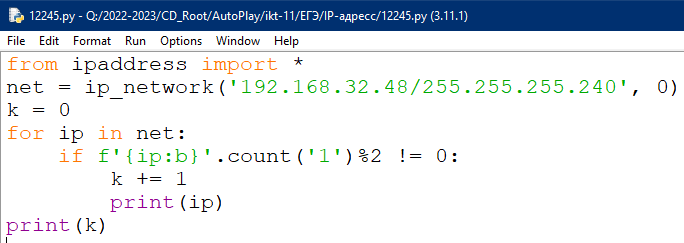 12245.py - Q:/2022-2023/CD_Root/AutoPlay/ikt-11/ЕГЭ/IP-адресс/12245.py (3.11.1)
File Edit Format Run Options Window Help
from ipaddress import *
net = ip_network('192.168.32.48/255.255.255.240', 0)
k = 0
for ip in net:
    if f'{ip:b}'.count('1')%2 != 0:
        k += 1
        print(ip)
print(k)